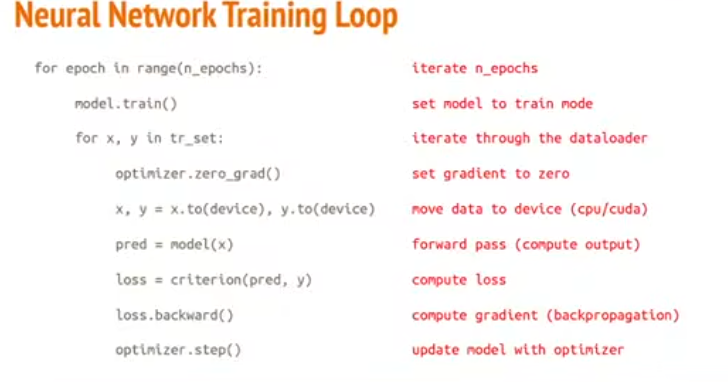 Neural Network Training Loop
for epoch in range(n_epochs): iterate n_epochs
model.train() set model to train mode
for x, y in tr_set: iterate through the dataloader
optimizer.zero_grad() set gradient to zero
x, y = x.to(device), y.to(device) move data to device (cpu/cuda)
pred = model(x) forward pass (compute output)
loss = criterion(pred, y) compute loss
loss.backward() compute gradient (backpropagation)
optimizer.step() update model with optimizer